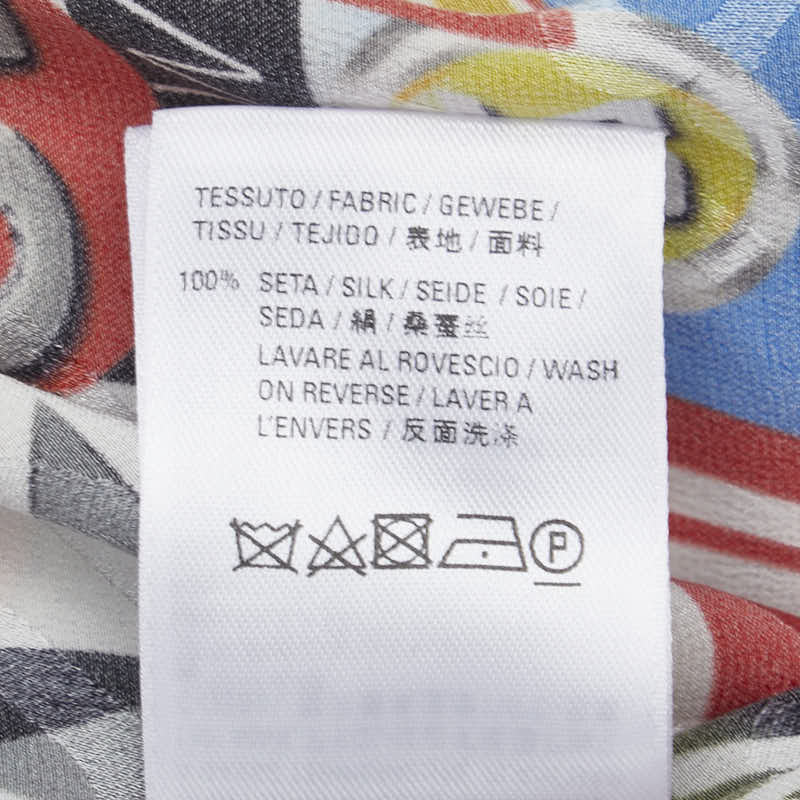 TESSUTO / FABRIC / GEWEBE /
TISSU / TEJIDO / 表地 / 面料
100% SETA / SILK / SEIDE / SOIE /
SEDA / 絹 / 桑蚕丝
LAVARE AL ROVESCIO / WASH
ON REVERSE / LAVER A
L'ENVERS / 反面洗涤
P